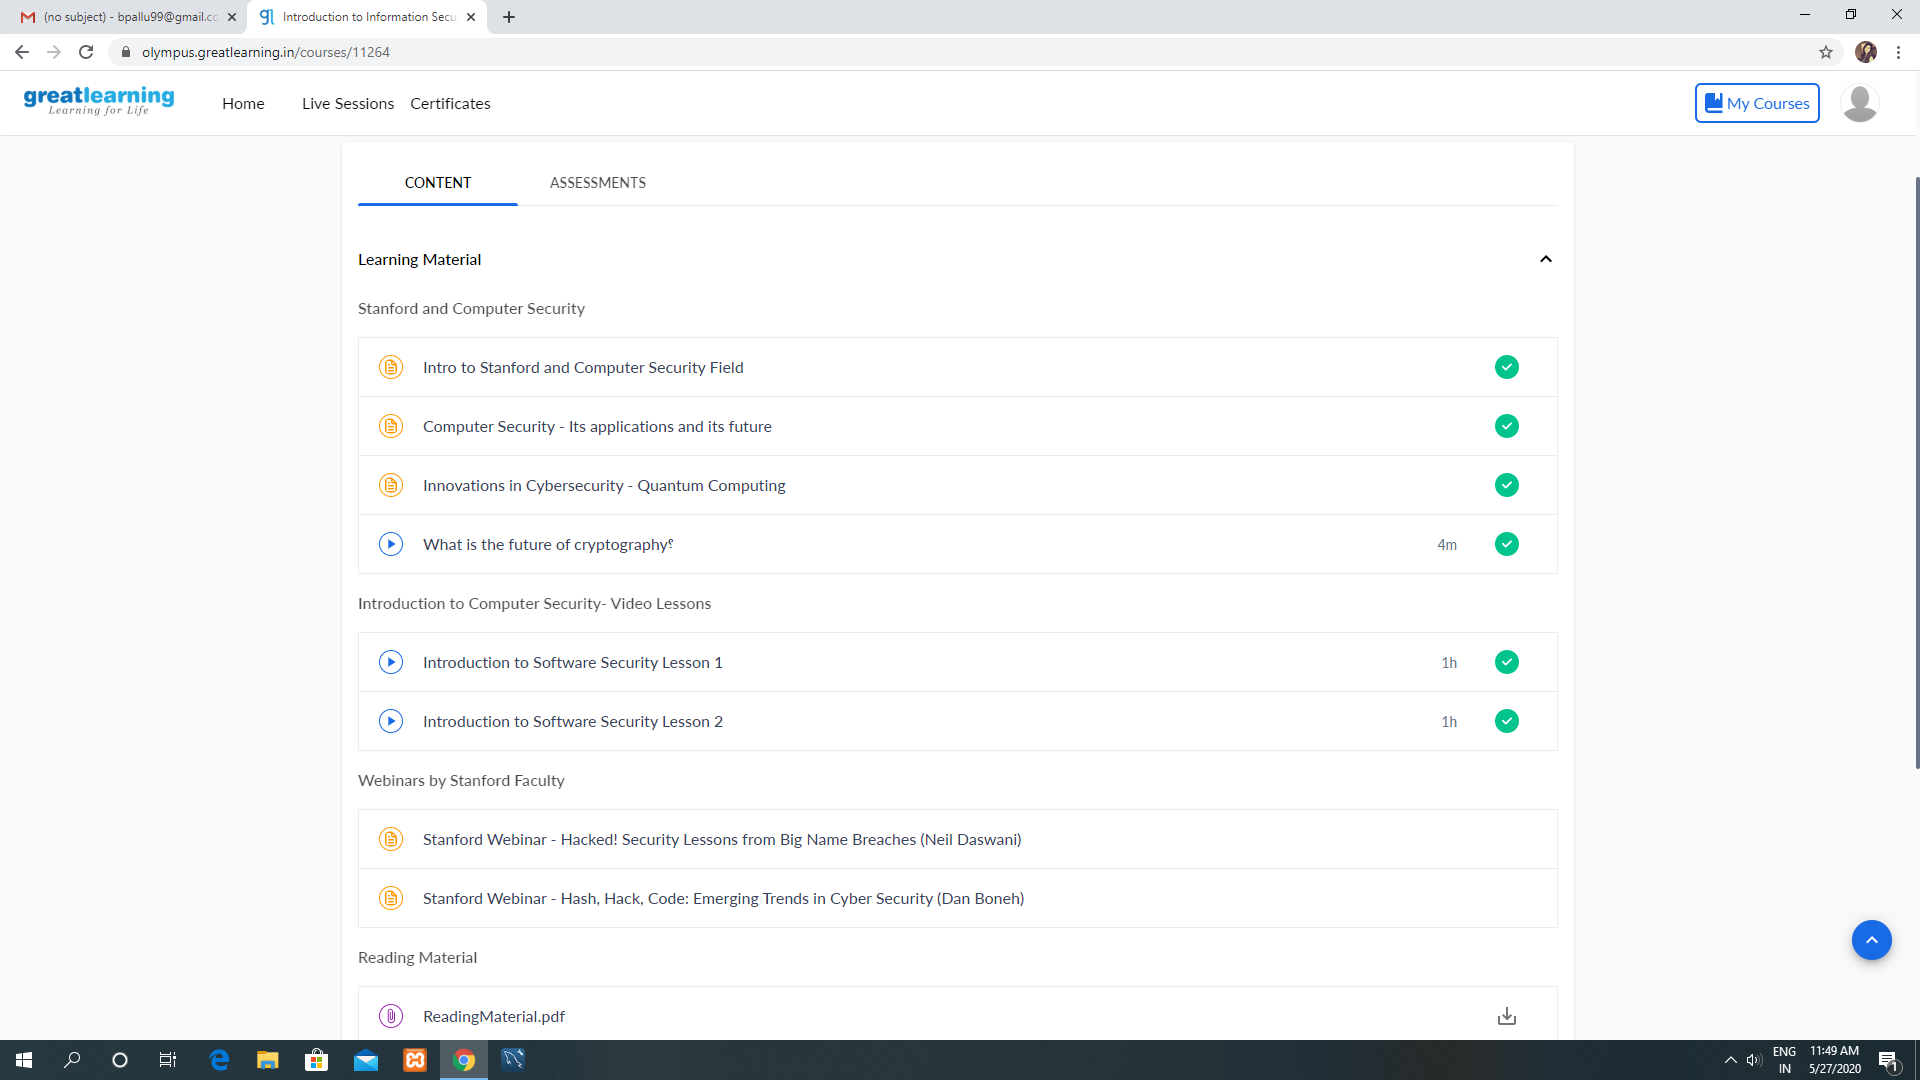 (no subject) - bpallu99@gmail.co
Introduction to Information Secu
olympus.greatlearning.in/courses/11264
greatlearning
Learning for Life
Home
Live Sessions
Certificates
My Courses
CONTENT
ASSESSMENTS
Learning Material
Stanford and Computer Security
Intro to Stanford and Computer Security Field
Computer Security - Its applications and its future
Innovations in Cybersecurity - Quantum Computing
What is the future of cryptography?
4m
Introduction to Computer Security- Video Lessons
Introduction to Software Security Lesson 1
1h
Introduction to Software Security Lesson 2
1h
Webinars by Stanford Faculty
Stanford Webinar - Hacked! Security Lessons from Big Name Breaches (Neil Daswani)
Stanford Webinar - Hash, Hack, Code: Emerging Trends in Cyber Security (Dan Boneh)
Reading Material
ReadingMaterial.pdf
ENG
IN
11:49 AM
5/27/2020
1